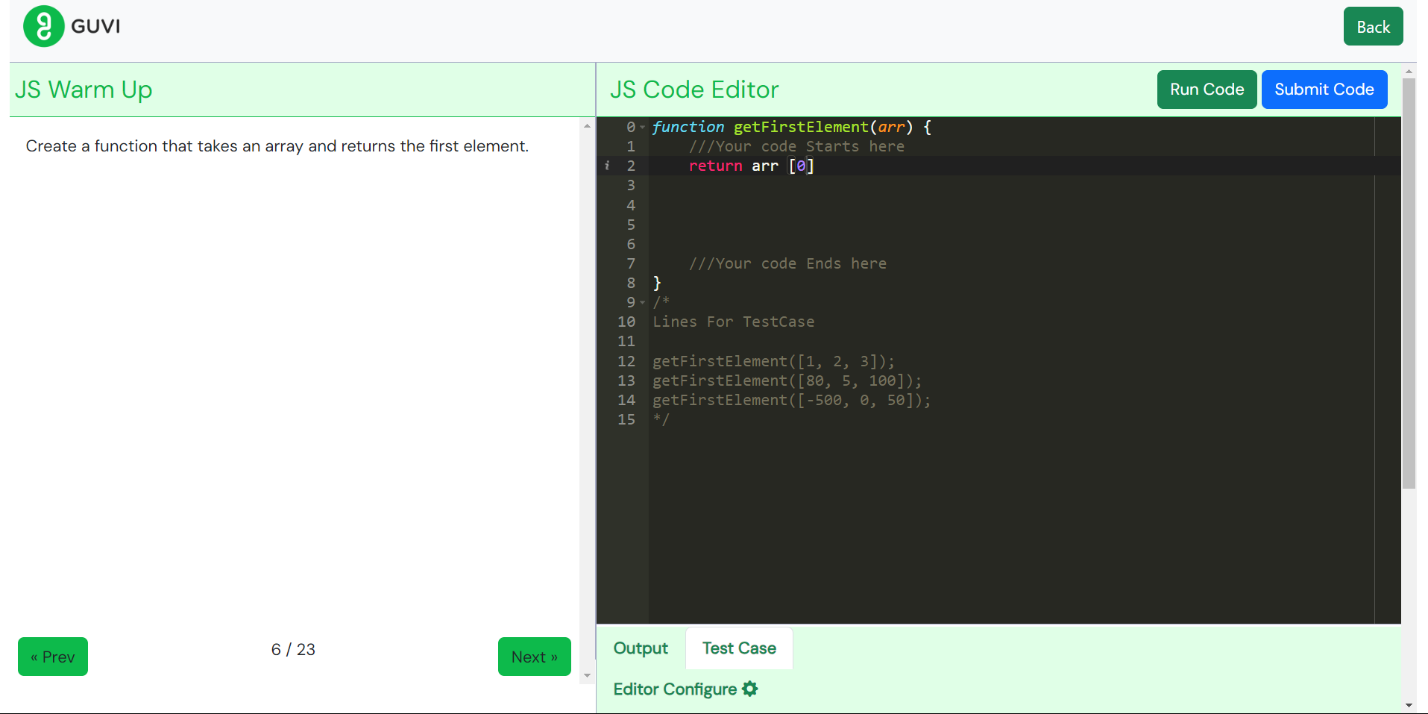 GUVI
Back
JS Warm Up
Create a function that takes an array and returns the first element.
« Prev
6 / 23
Next »
JS Code Editor
Run Code
Submit Code
0 function getFirstElement(arr) {
1 ///Your code Starts here
i 2 return arr [0]
3
4
5
6
7 ///Your code Ends here
8 }
9 /*
10 Lines For TestCase
11
12 getFirstElement([1, 2, 3]);
13 getFirstElement([80, 5, 100]);
14 getFirstElement([-500, 0, 50]);
15 */
Output
Test Case
Editor Configure